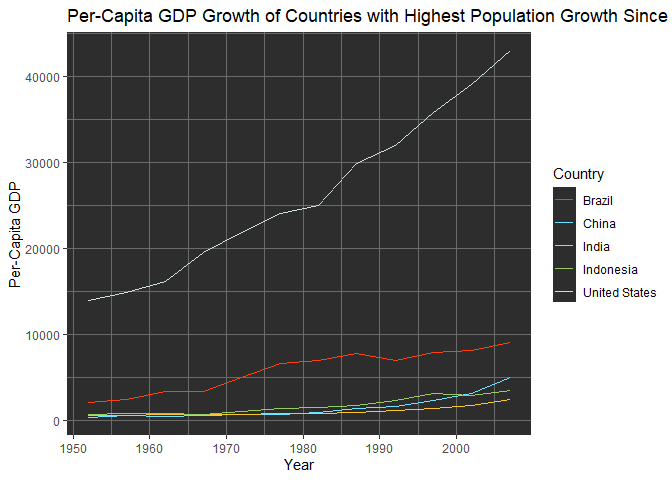 Per-Capita GDP Growth of Countries with Highest Population Growth Since
40000
30000
20000
10000
0
Per-Capita GDP
1950
1960
1970
1980
1990
2000
Year
Country
Brazil
China
India
Indonesia
United States